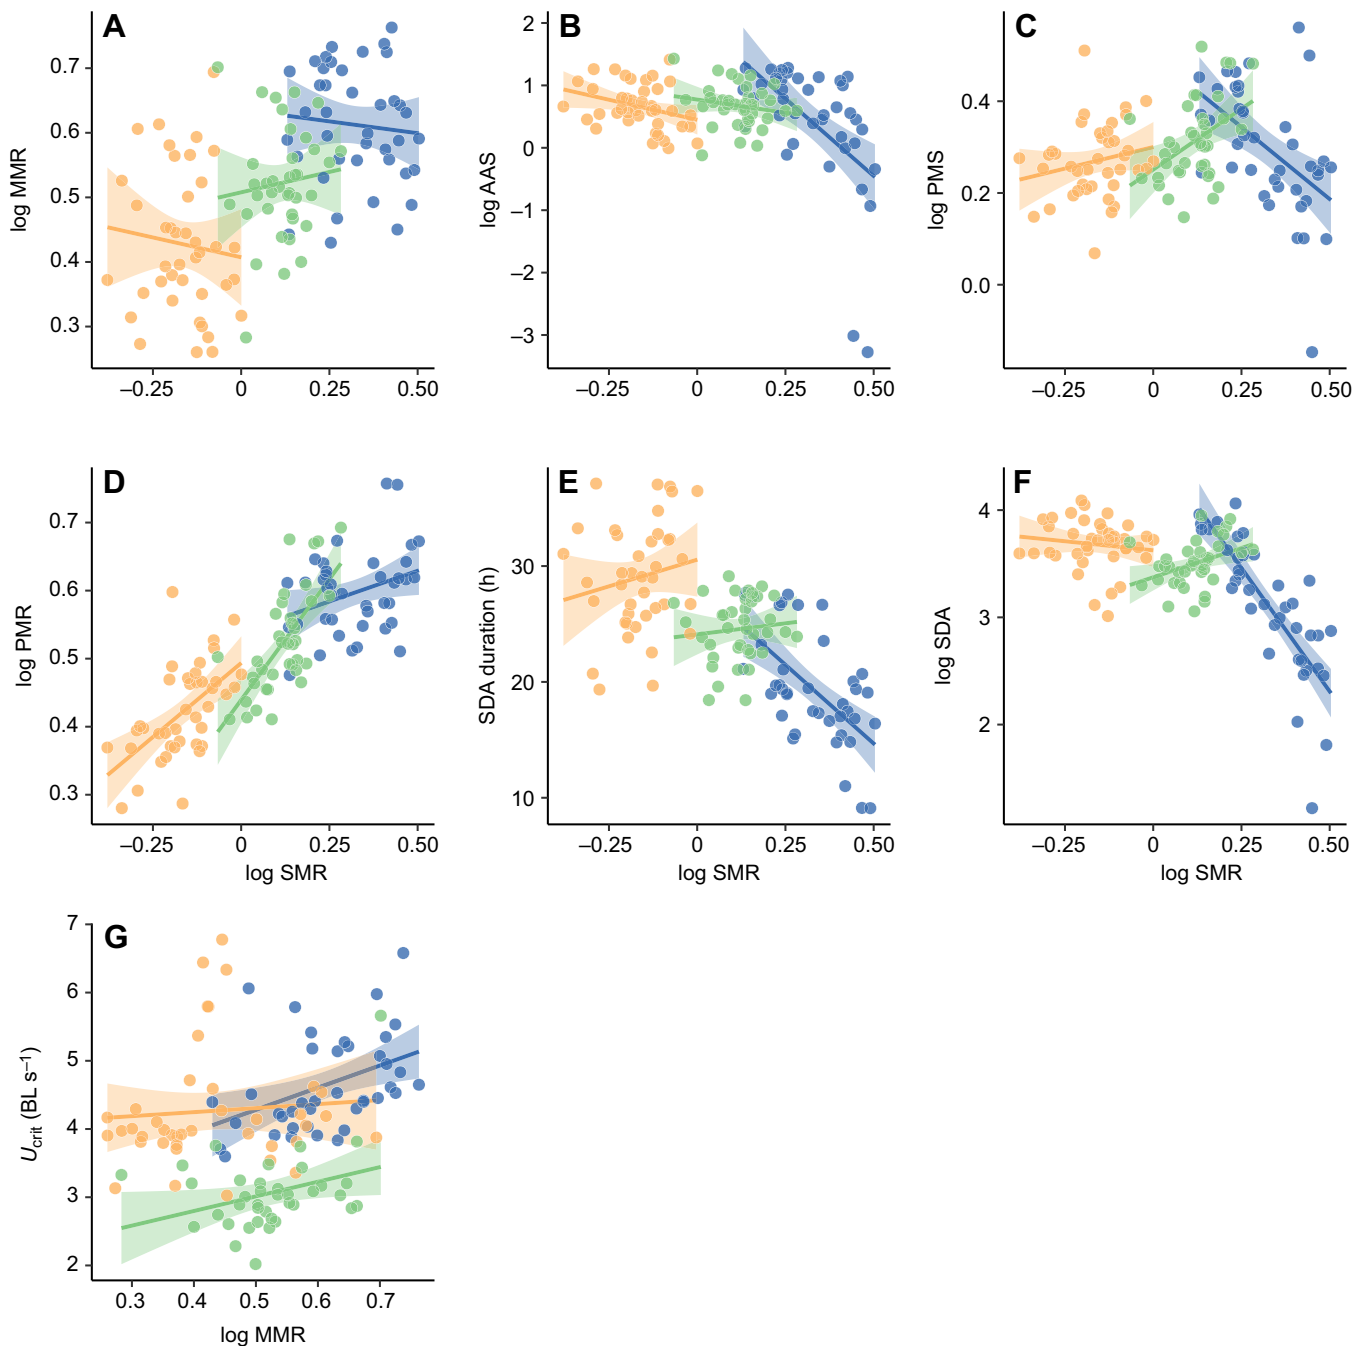 A
log MMR
0.7
0.6
0.5
0.4
0.3
–0.25 0 0.25 0.50
B
log AAS
2
1
0
–1
–2
–3
–0.25 0 0.25 0.50
C
log PMS
0.4
0.2
0.0
–0.25 0 0.25 0.50
D
log PMR
0.7
0.6
0.5
0.4
0.3
–0.25 0 0.25 0.50
log SMR
E
SDA duration (h)
30
20
10
–0.25 0 0.25 0.50
log SMR
F
log SDA
4
3
2
–0.25 0 0.25 0.50
log SMR
G
Ucrit (BL s–1)
7
6
5
4
3
2
0.3 0.4 0.5 0.6 0.7
log MMR